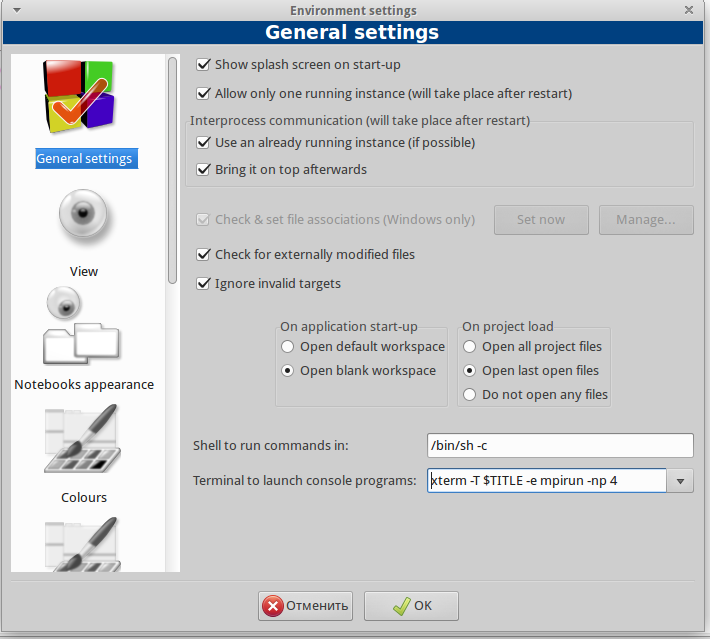 Environment settings
General settings
General settings
View
Notebooks appearance
Colours
Show splash screen on start-up
Allow only one running instance (will take place after restart)
Interprocess communication (will take place after restart)
Use an already running instance (if possible)
Bring it on top afterwards
Check & set file associations (Windows only)
Set now
Manage...
Check for externally modified files
Ignore invalid targets
On application start-up
Open default workspace
Open blank workspace
On project load
Open all project files
Open last open files
Do not open any files
Shell to run commands in:
/bin/sh -c
Terminal to launch console programs:
xterm -T $TITLE -e mpirun -np 4
Отменить
OK